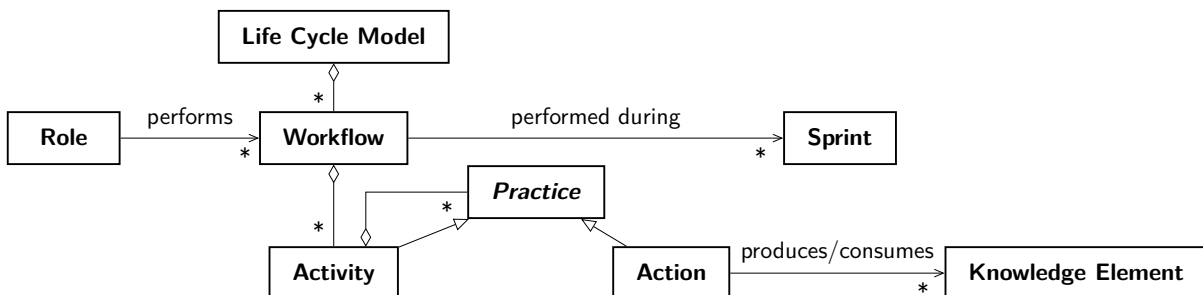 Life Cycle Model
*
performs
performed during
Role
Workflow
Sprint
*
*
Practice
*
*
produces/consumes
Activity
Action
Knowledge Element
*